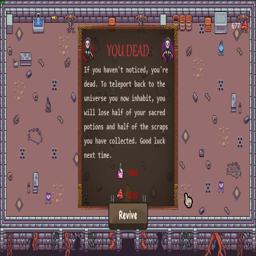 YOU DEAD
If you haven't noticed, you're
dead. To teleport back to the
universe you now inhabit, you
will lose half of your sacred
potions and half of the scraps
you have collected. Good luck
next time.
Revive